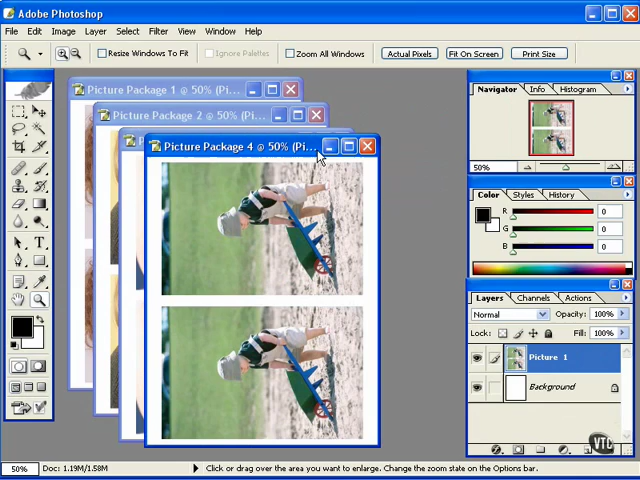 Adobe Photoshop
File Edit Image Layer Select Filter View Window Help
Resize Windows To Fit Ignore Palettes Zoom All Windows Actual Pixels Fit On Screen Print Size
Picture Package 1 @ 50% (Pi...
Picture Package 2 @ 50% (Pi...
Picture Package 4 @ 50% (Pi...
Navigator Info Histogram
50%
Color Styles History
R 0
G 0
B 0
Layers Channels Actions
Normal Opacity: 100%
Lock: Fill: 100%
Picture 1
Background
VTC
50% Doc: 1.19M/1.58M Click or drag over the area you want to enlarge. Change the zoom state on the Options bar.